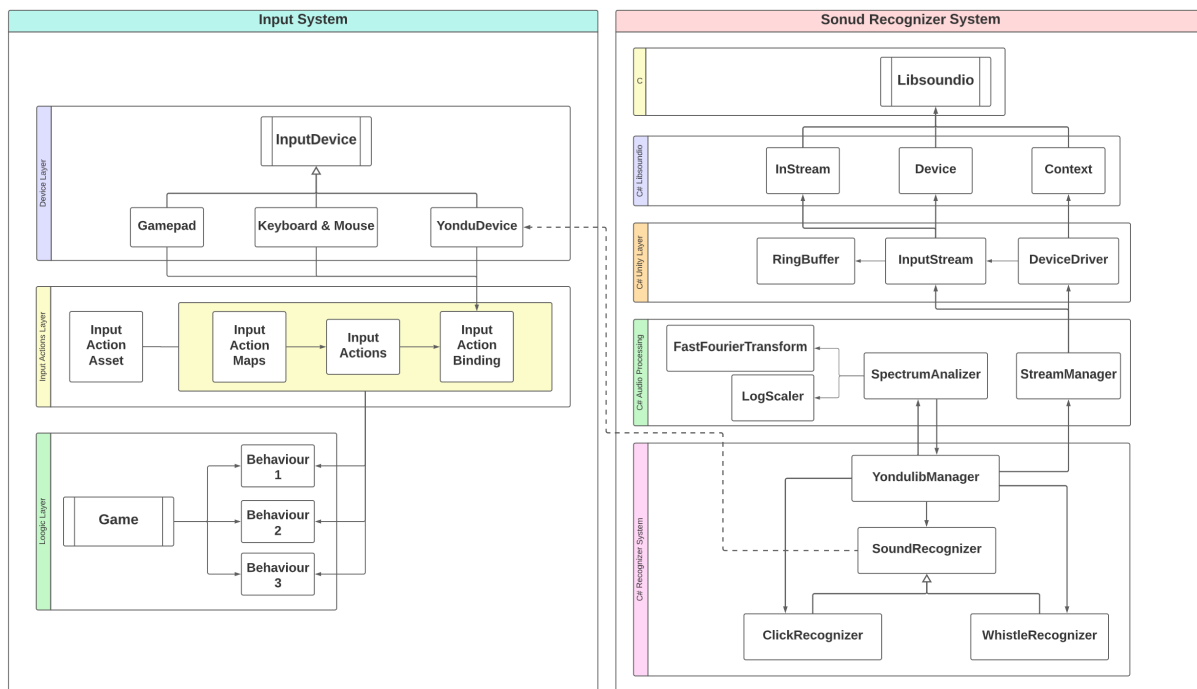 Input System
Device Layer
InputDevice
Gamepad
Keyboard & Mouse
YonduDevice
Input Actions Layer
Input
Action
Asset
Input
Action
Maps
Input
Actions
Input
Action
Binding
Loogic Layer
Game
Behaviour
1
Behaviour
2
Behaviour
3
Sonud Recognizer System
C
Libsoundio
C# Libsoundio
InStream
Device
Context
C# Unity Layer
RingBuffer
InputStream
DeviceDriver
C# Audio Processing
FastFourierTransform
LogScaler
SpectrumAnalizer
StreamManager
C# Recognizer System
YondulibManager
SoundRecognizer
ClickRecognizer
WhistleRecognizer